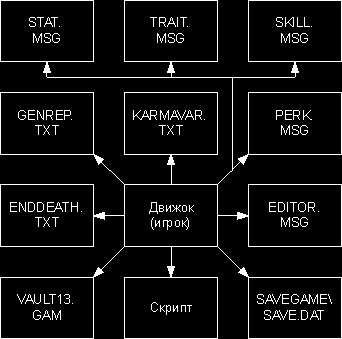 STAT.
MSG
TRAIT.
MSG
SKILL.
MSG
GENREP.
TXT
KARMAVAR.
TXT
PERK.
MSG
ENDDEATH.
TXT
Движок
(игрок)
EDITOR.
MSG
VAULT13.
GAM
Скрипт
SAVEGAME\
SAVE.DAT